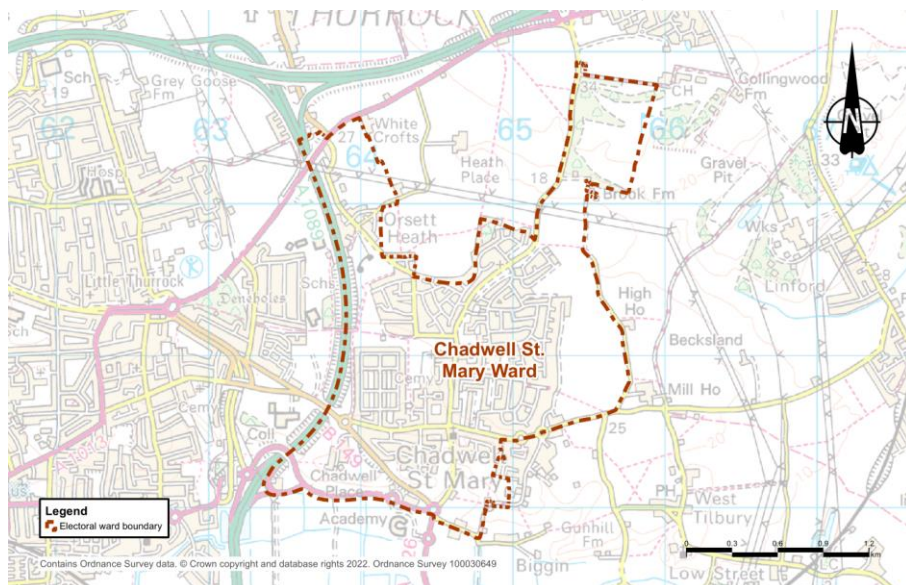 THURROCK
Sch
19
Grey Goose
Fm
62
63
27
White
Crofts
64
65
34
CH
Collingwood
Fm
66
33
N
Hosp
Heath
Place
18
Gravel
Pit
Brook Fm
A 1089
Orsett
Heath
Wks
Little Thurrock
Schs
Deneholes
Linford
28
High
Ho
Chadwell St.
Mary Ward
Becksland
Cemy
Mill Ho
Cemy
25
Coll
Chadwell
St Mary
Chadwell
Place
Academy
PH
West
Tilbury
Gunhill
Fm
Biggin
Low Street
LC
Legend
Electoral ward boundary
0 0.3 0.6 0.9 1.2
km
Contains Ordnance Survey data. © Crown copyright and database rights 2022. Ordnance Survey 100030649